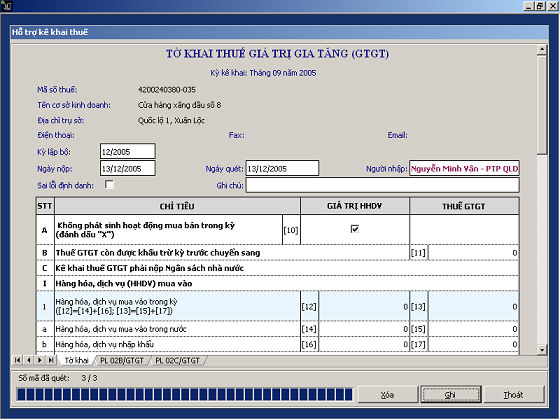 Hỗ trợ kê khai thuế
TỜ KHAI THUẾ GIÁ TRỊ GIA TĂNG (GTGT)
Kỳ kê khai: Tháng 09 năm 2005
Mã số thuế: 4200240380-035
Tên cơ sở kinh doanh: Cửa hàng xăng dầu số 8
Địa chỉ trụ sở: Quốc lộ 1, Xuân Lộc
Điện thoại: Fax: Email:
Kỳ lập bộ: 12/2005
Ngày nộp: 13/12/2005 Ngày quét: 13/12/2005 Người nhập: Nguyễn Minh Vân - PTP QLD
Sai lỗi định danh: Ghi chú:
STT CHỈ TIÊU GIÁ TRỊ HHDV THUẾ GTGT
A Không phát sinh hoạt động mua bán trong kỳ
(đánh dấu "X") [10]
B Thuế GTGT còn được khấu trừ kỳ trước chuyển sang [11] 0
C Kê khai thuế GTGT phải nộp Ngân sách nhà nước
I Hàng hóa, dịch vụ (HHDV) mua vào
1 Hàng hóa, dịch vụ mua vào trong kỳ
([12]=[14]+[16]; [13]=[15]+[17]) [12] 0 [13] 0
a Hàng hóa, dịch vụ mua vào trong nước [14] 0 [15] 0
b Hàng hóa, dịch vụ nhập khẩu [16] 0 [17] 0
Tờ khai PL 02B/GTGT PL 02C/GTGT
Số mã đã quét: 3 / 3
Xóa Ghi Thoát